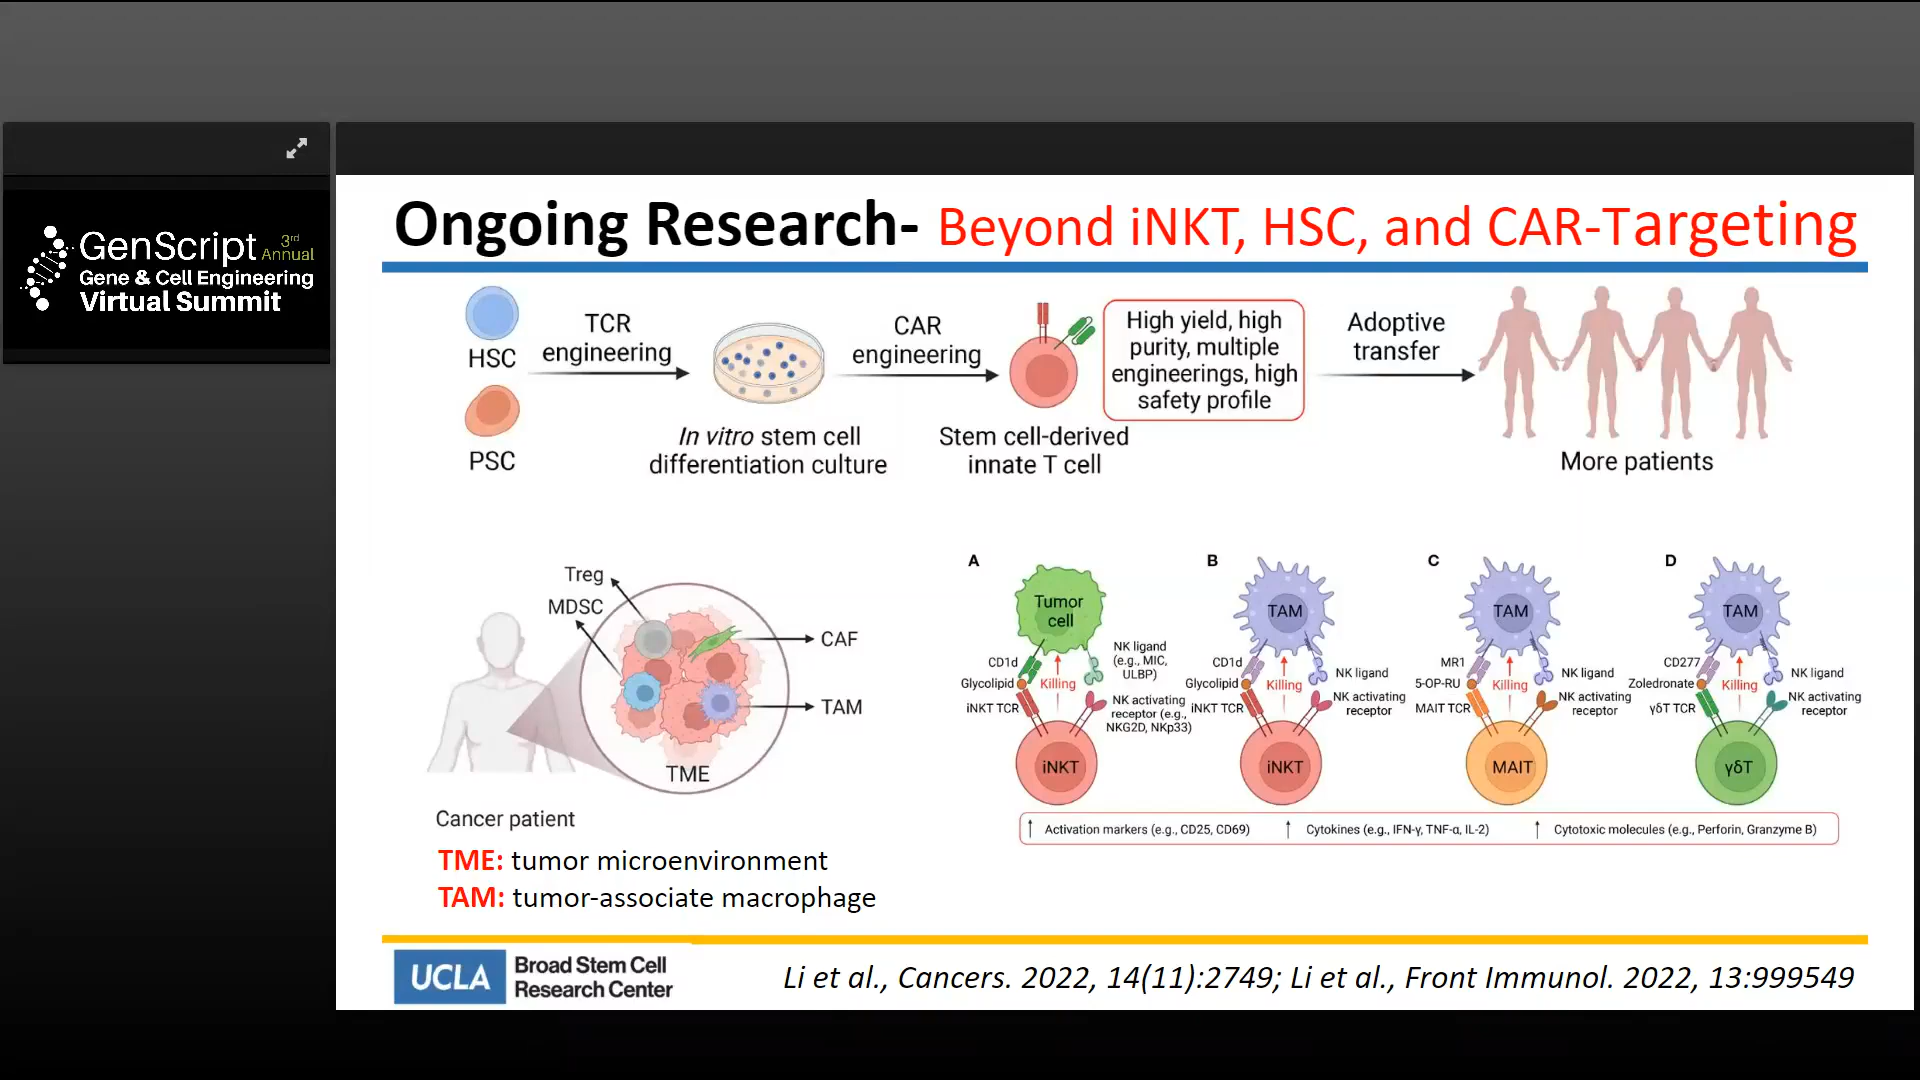 GenScript 3rd Annual
Gene & Cell Engineering
Virtual Summit
Ongoing Research- Beyond iNKT, HSC, and CAR-Targeting
HSC
PSC
TCR
engineering
In vitro stem cell
differentiation culture
CAR
engineering
Stem cell-derived
innate T cell
High yield, high
purity, multiple
engineerings, high
safety profile
Adoptive
transfer
More patients
Treg
MDSC
CAF
TAM
TME
Cancer patient
TME: tumor microenvironment
TAM: tumor-associate macrophage
A
Tumor
cell
CD1d
Glycolipid
iNKT TCR
Killing
NK ligand
(e.g., MIC,
ULBP)
NK activating
receptor (e.g.,
NKG2D, NKp33)
iNKT
B
TAM
CD1d
Glycolipid
iNKT TCR
Killing
NK ligand
NK activating
receptor
iNKT
C
TAM
MR1
5-OP-RU
MAIT TCR
Killing
NK ligand
NK activating
receptor
MAIT
D
TAM
CD277
Zoledronate
γδT TCR
Killing
NK ligand
NK activating
receptor
γδT
↑ Activation markers (e.g., CD25, CD69) ↑ Cytokines (e.g., IFN-γ, TNF-α, IL-2) ↑ Cytotoxic molecules (e.g., Perforin, Granzyme B)
UCLA
Broad Stem Cell
Research Center
Li et al., Cancers. 2022, 14(11):2749; Li et al., Front Immunol. 2022, 13:999549